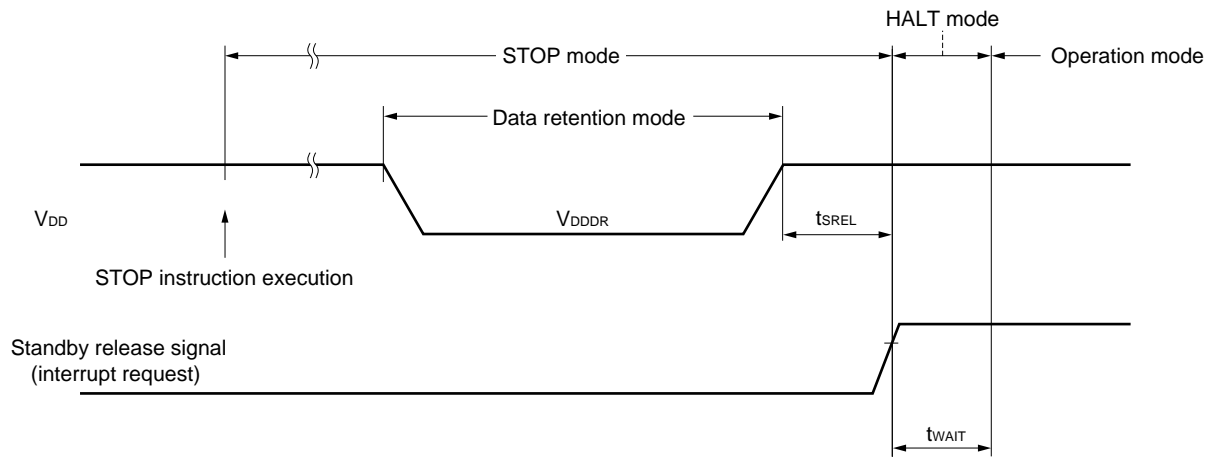 HALT mode
STOP mode
Operation mode
Data retention mode
VDD
VDDDR
tSREL
STOP instruction execution
Standby release signal
(interrupt request)
tWAIT